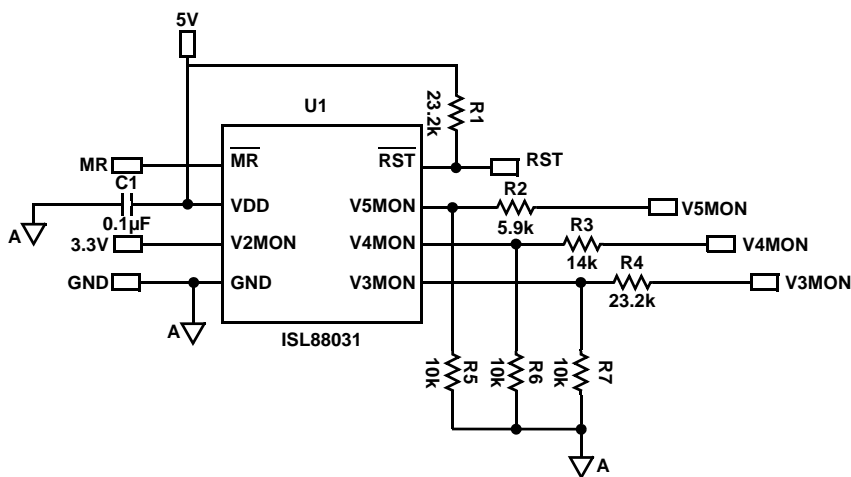 5V
U1
23.2k
R1
MR
MR
RST
RST
C1
0.1µF
A
VDD
V5MON
R2
5.9k
V5MON
3.3V
V2MON
V4MON
R3
14k
V4MON
GND
GND
V3MON
R4
23.2k
V3MON
A
ISL88031
10k
R5
10k
R6
10k
R7
A